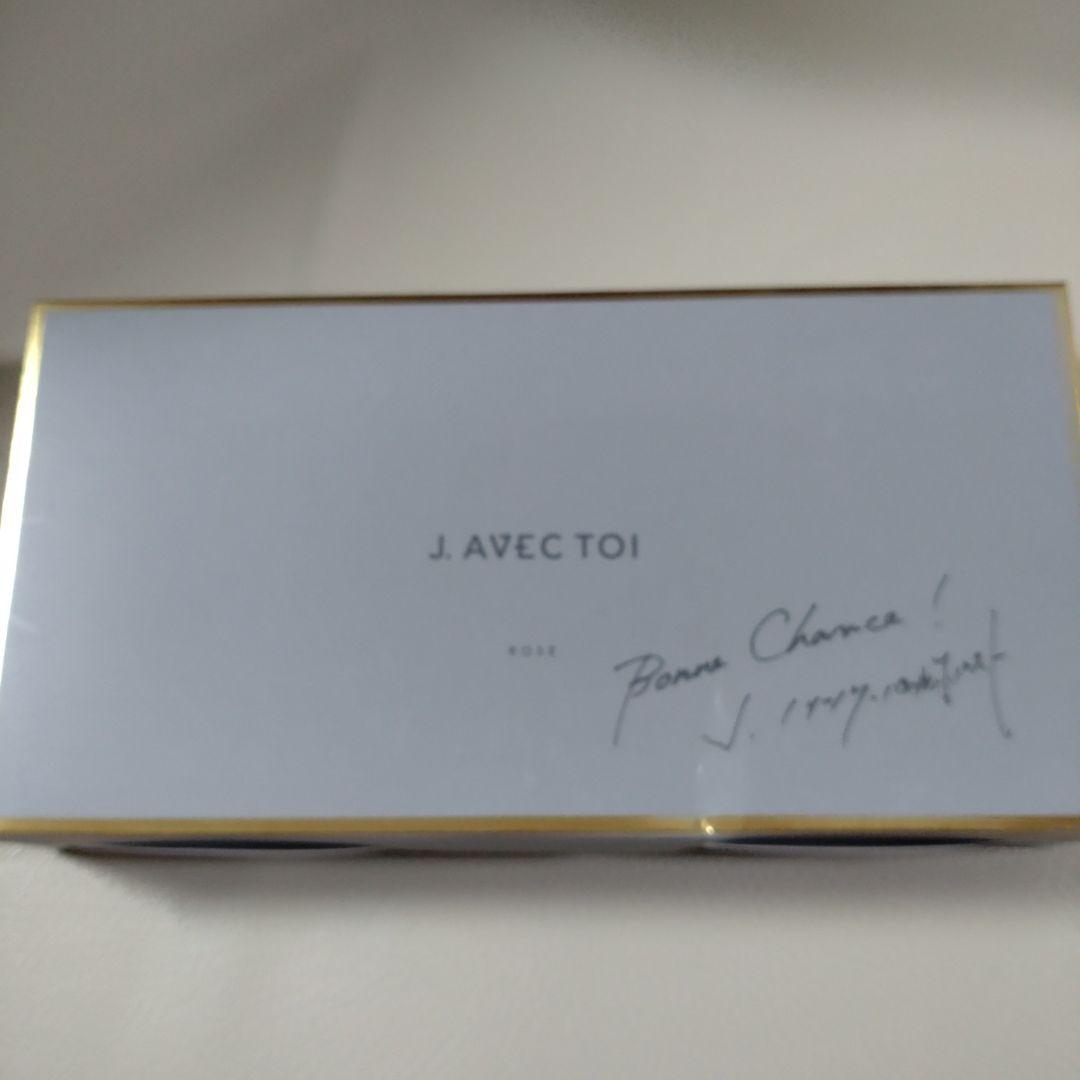 J. AVEC TOI
ROSE
Bonne Chance!
J.